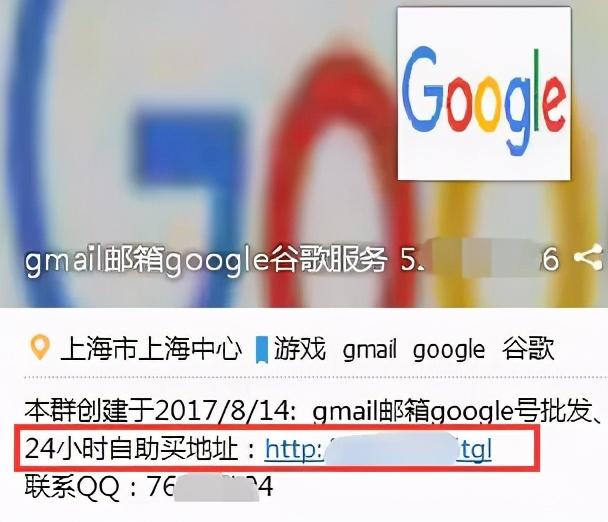 Google
gmail邮箱google谷歌服务 5. 6
上海市上海中心 游戏 gmail google 谷歌
本群创建于2017/8/14: gmail邮箱google号批发、
24小时自助买地址：http: tgl
联系QQ：76 04